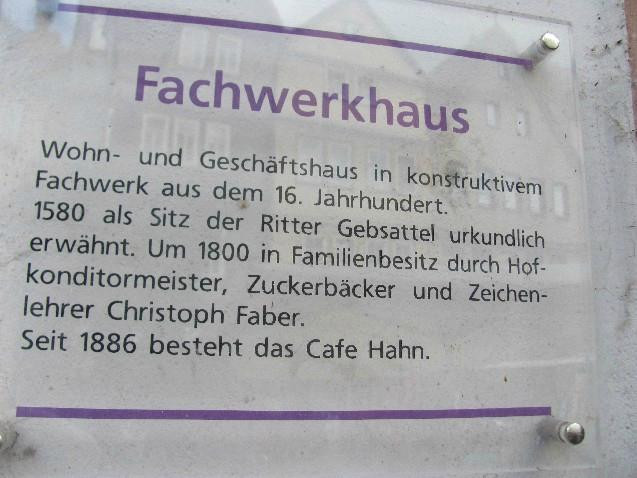 Fachwerkhaus
Wohn- und Geschäftshaus in konstruktivem
Fachwerk aus dem 16. Jahrhundert.
1580 als Sitz der Ritter Gebsattel urkundlich
erwähnt. Um 1800 in Familienbesitz durch Hof-
konditormeister, Zuckerbäcker und Zeichen-
lehrer Christoph Faber.
Seit 1886 besteht das Cafe Hahn.